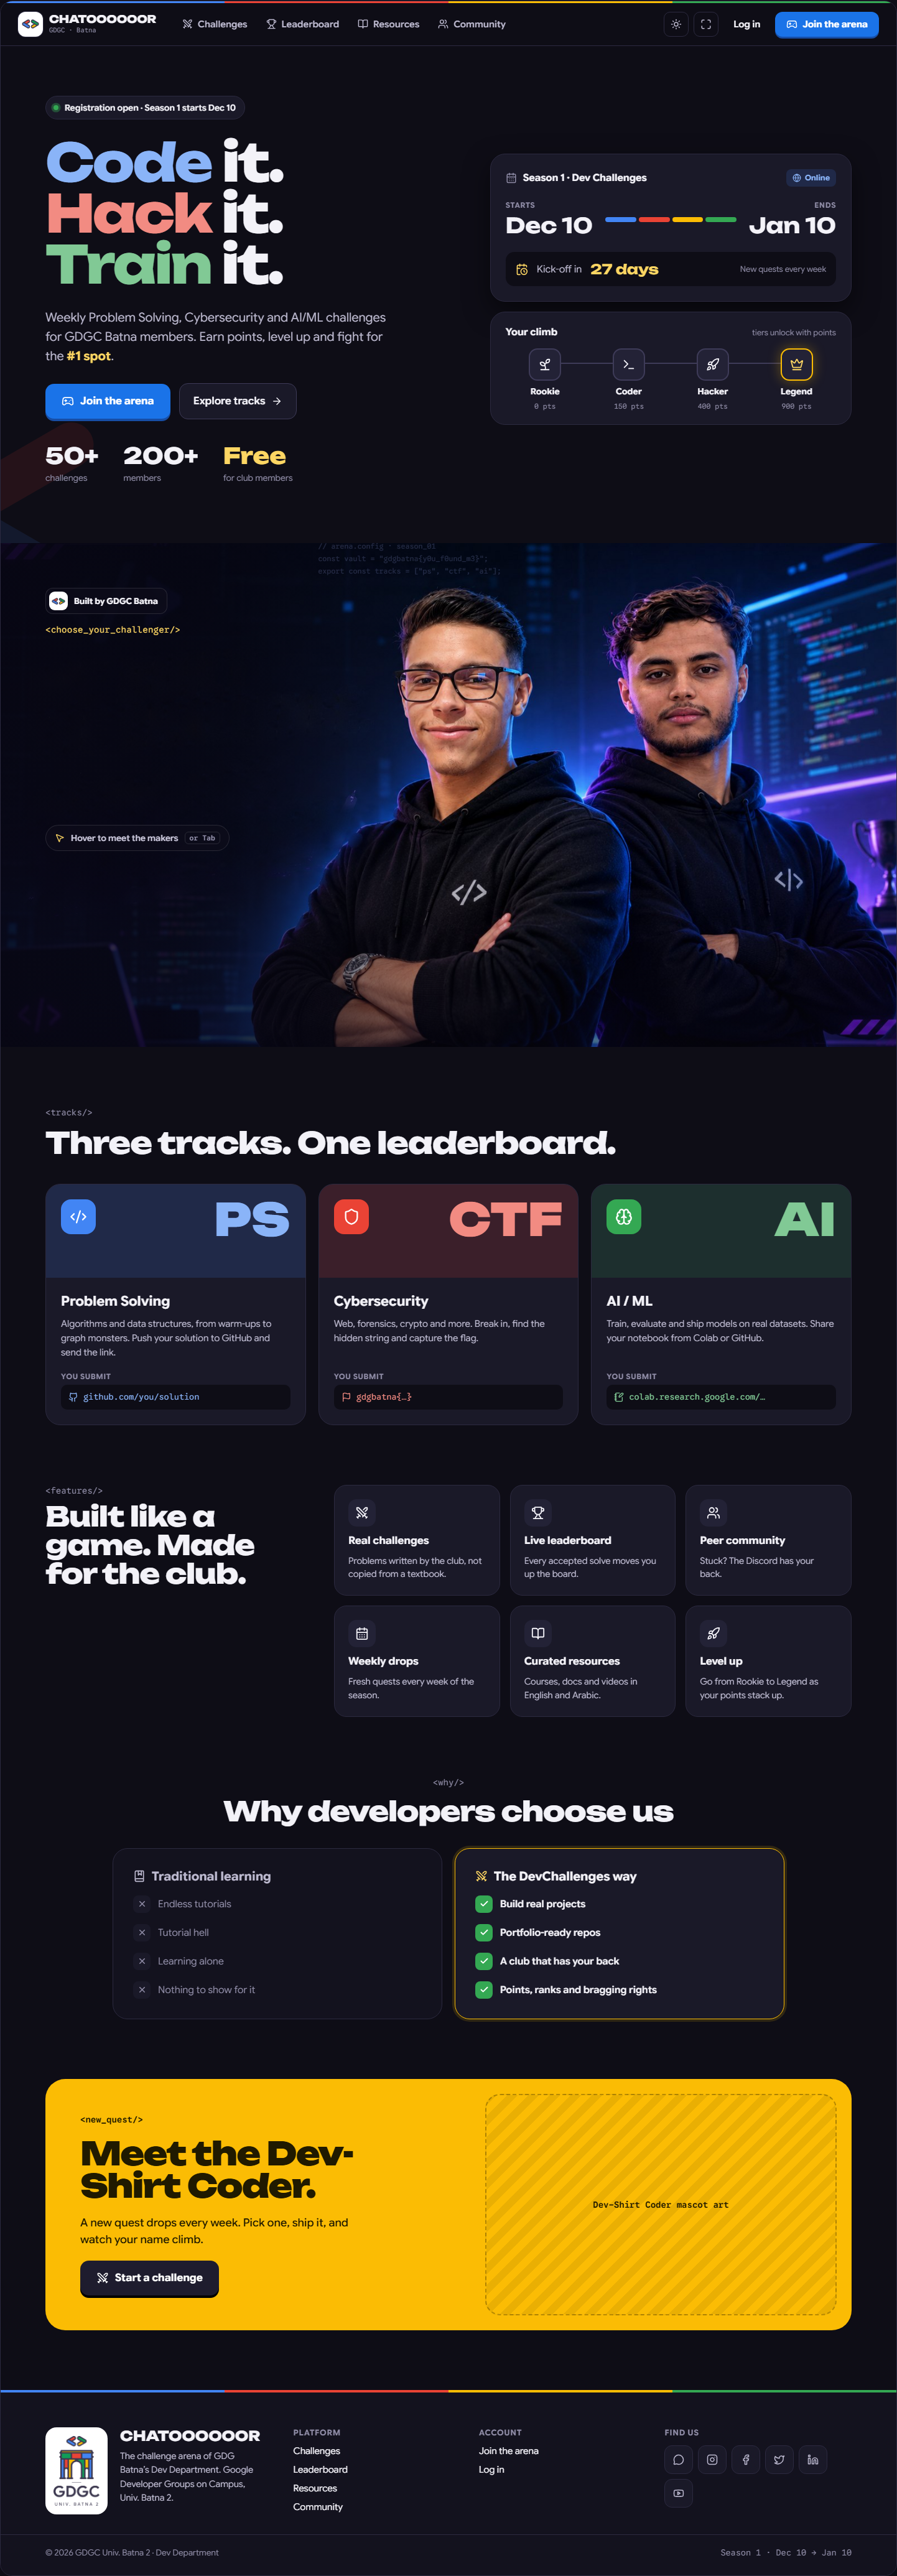 CHATOOOOOOR
GDGC · Batna
Challenges
Leaderboard
Resources
Community
Log in
Join the arena
Registration open · Season 1 starts Dec 10
Code it.
Hack it.
Train it.
Weekly Problem Solving, Cybersecurity and AI/ML challenges
for GDGC Batna members. Earn points, level up and fight for
the #1 spot.
Join the arena
Explore tracks →
50+
challenges
200+
members
Free
for club members
Season 1 · Dev Challenges
Online
STARTS
ENDS
Dec 10
Jan 10
Kick-off in 27 days
New quests every week
Your climb
tiers unlock with points
Rookie
0 pts
Coder
150 pts
Hacker
400 pts
Legend
900 pts
// arena.config · season_01
const vault = "gdgbatna{y0u_f0und_m3}";
export const tracks = ["ps", "ctf", "ai"];
Built by GDGC Batna
<choose_your_challenger/>
Hover to meet the makers or Tab
</>
</>
</>
<tracks/>
Three tracks. One leaderboard.
PS
Problem Solving
Algorithms and data structures, from warm-ups to
graph monsters. Push your solution to GitHub and
send the link.
YOU SUBMIT
github.com/you/solution
CTF
Cybersecurity
Web, forensics, crypto and more. Break in, find the
hidden string and capture the flag.
YOU SUBMIT
gdgbatna{…}
AI
AI / ML
Train, evaluate and ship models on real datasets. Share
your notebook from Colab or GitHub.
YOU SUBMIT
colab.research.google.com/…
<features/>
Built like a
game. Made
for the club.
Real challenges
Problems written by the club, not
copied from a textbook.
Live leaderboard
Every accepted solve moves you
up the board.
Peer community
Stuck? The Discord has your
back.
Weekly drops
Fresh quests every week of the
season.
Curated resources
Courses, docs and videos in
English and Arabic.
Level up
Go from Rookie to Legend as
your points stack up.
<why/>
Why developers choose us
Traditional learning
Endless tutorials
Tutorial hell
Learning alone
Nothing to show for it
The DevChallenges way
Build real projects
Portfolio-ready repos
A club that has your back
Points, ranks and bragging rights
<new_quest/>
Meet the Dev-
Shirt Coder.
A new quest drops every week. Pick one, ship it, and
watch your name climb.
Start a challenge
Dev-Shirt Coder mascot art
GDGC
UNIV. BATNA 2
CHATOOOOOOR
The challenge arena of GDG
Batna's Dev Department. Google
Developer Groups on Campus,
Univ. Batna 2.
PLATFORM
Challenges
Leaderboard
Resources
Community
ACCOUNT
Join the arena
Log in
FIND US
© 2026 GDGC Univ. Batna 2 · Dev Department
Season 1 · Dec 10 → Jan 10